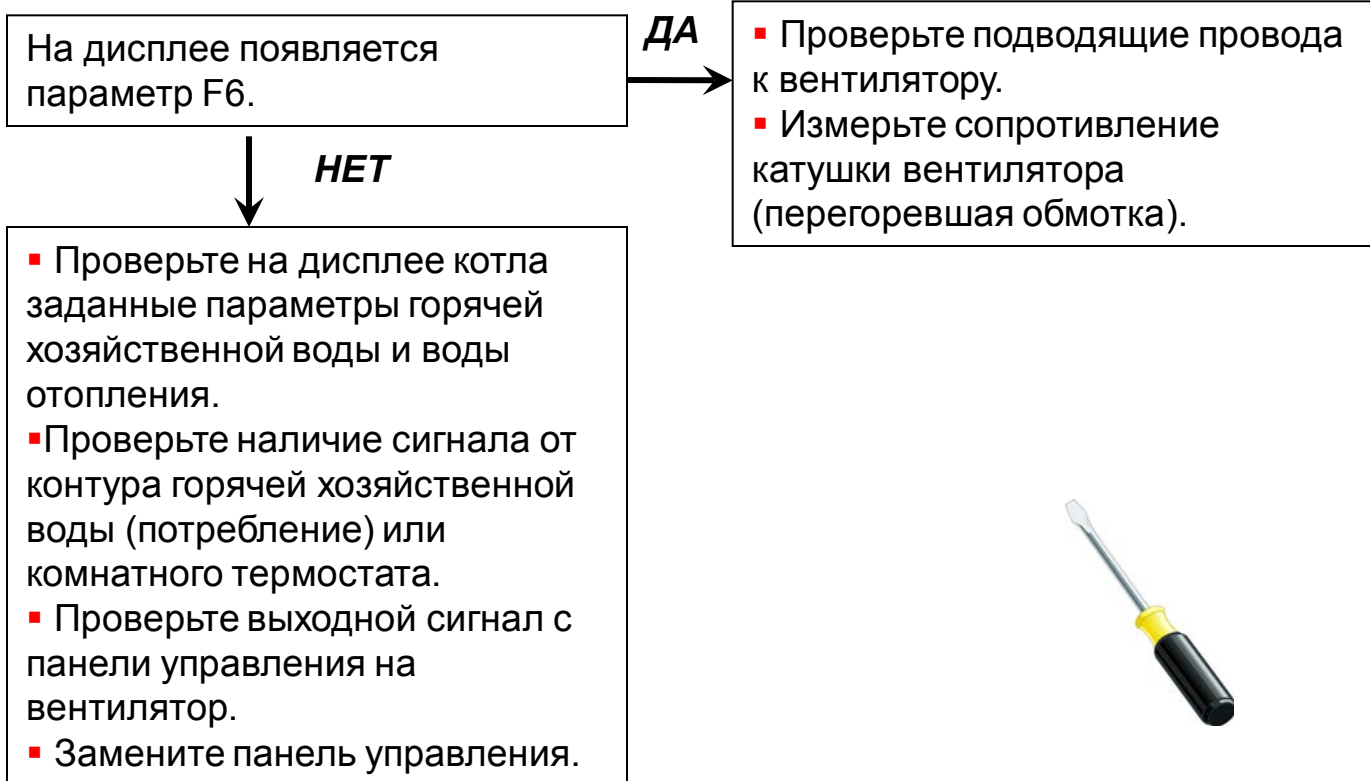 На дисплее появляется
параметр F6.
ДА
▪ Проверьте подводящие провода
к вентилятору.
▪ Измерьте сопротивление
катушки вентилятора
(перегоревшая обмотка).
НЕТ
▪ Проверьте на дисплее котла
заданные параметры горячей
хозяйственной воды и воды
отопления.
▪Проверьте наличие сигнала от
контура горячей хозяйственной
воды (потребление) или
комнатного термостата.
▪ Проверьте выходной сигнал с
панели управления на
вентилятор.
▪ Замените панель управления.